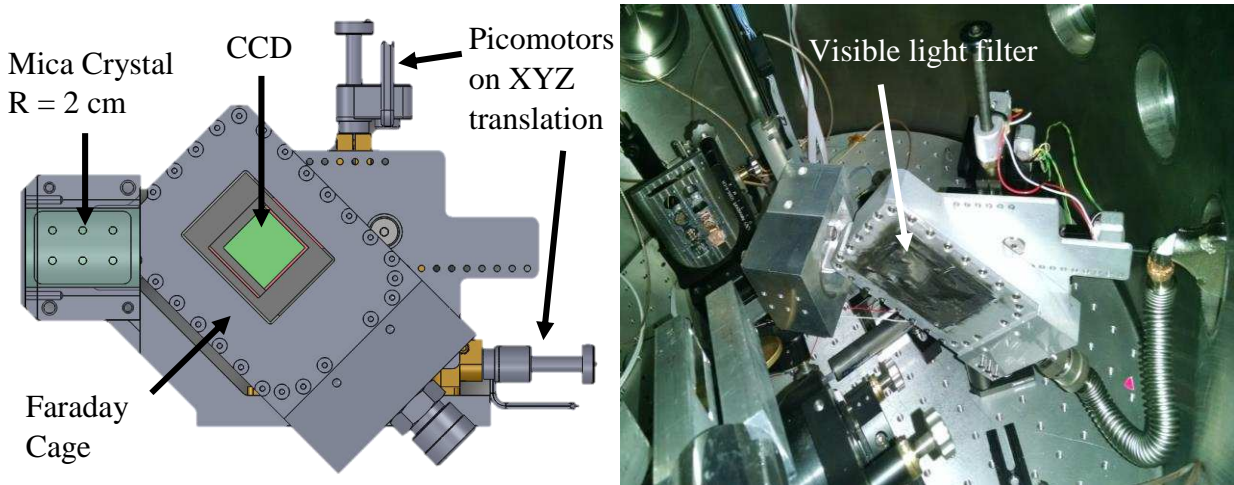 Mica Crystal
R = 2 cm
CCD
Picomotors
on XYZ
translation
Faraday
Cage
Visible light filter